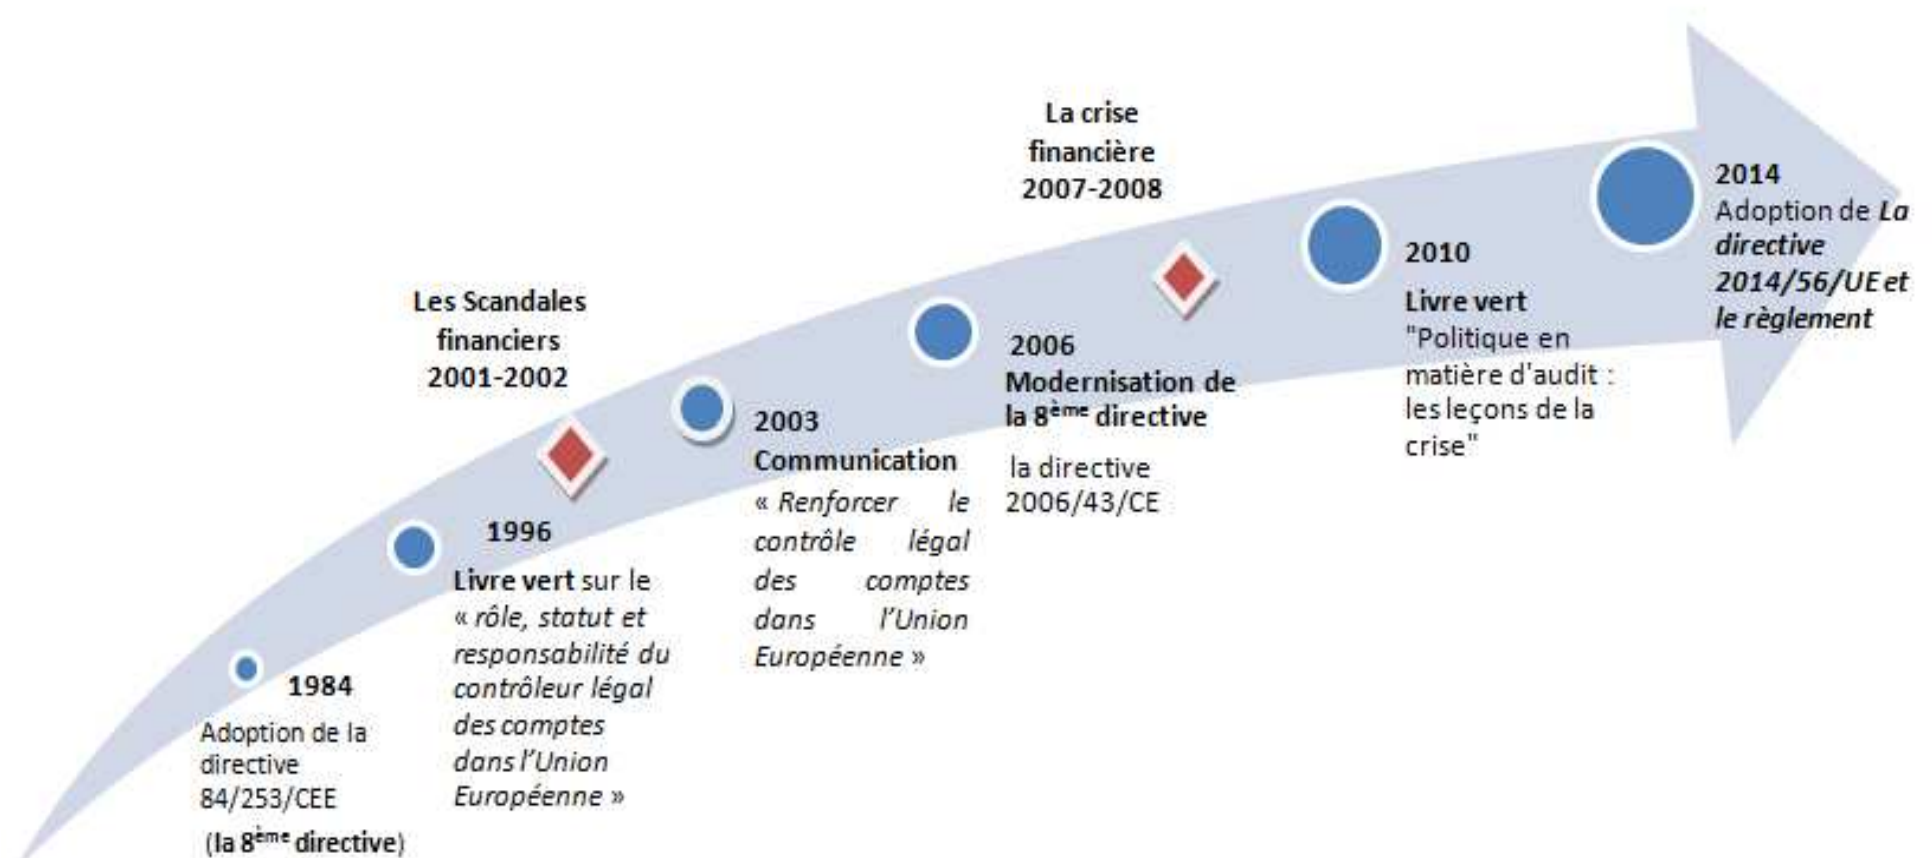 1984
Adoption de la
directive
84/253/CEE
(la 8ème directive)
1996
Livre vert sur le
« rôle, statut et
responsabilité du
contrôleur légal
des comptes
dans l'Union
Européenne »
Les Scandales
financiers
2001-2002
2003
Communication
« Renforcer le
contrôle légal
des comptes
dans l'Union
Européenne »
2006
Modernisation de
la 8ème directive
la directive
2006/43/CE
La crise
financière
2007-2008
2010
Livre vert
"Politique en
matière d'audit :
les leçons de la
crise"
2014
Adoption de La
directive
2014/56/UE et
le règlement